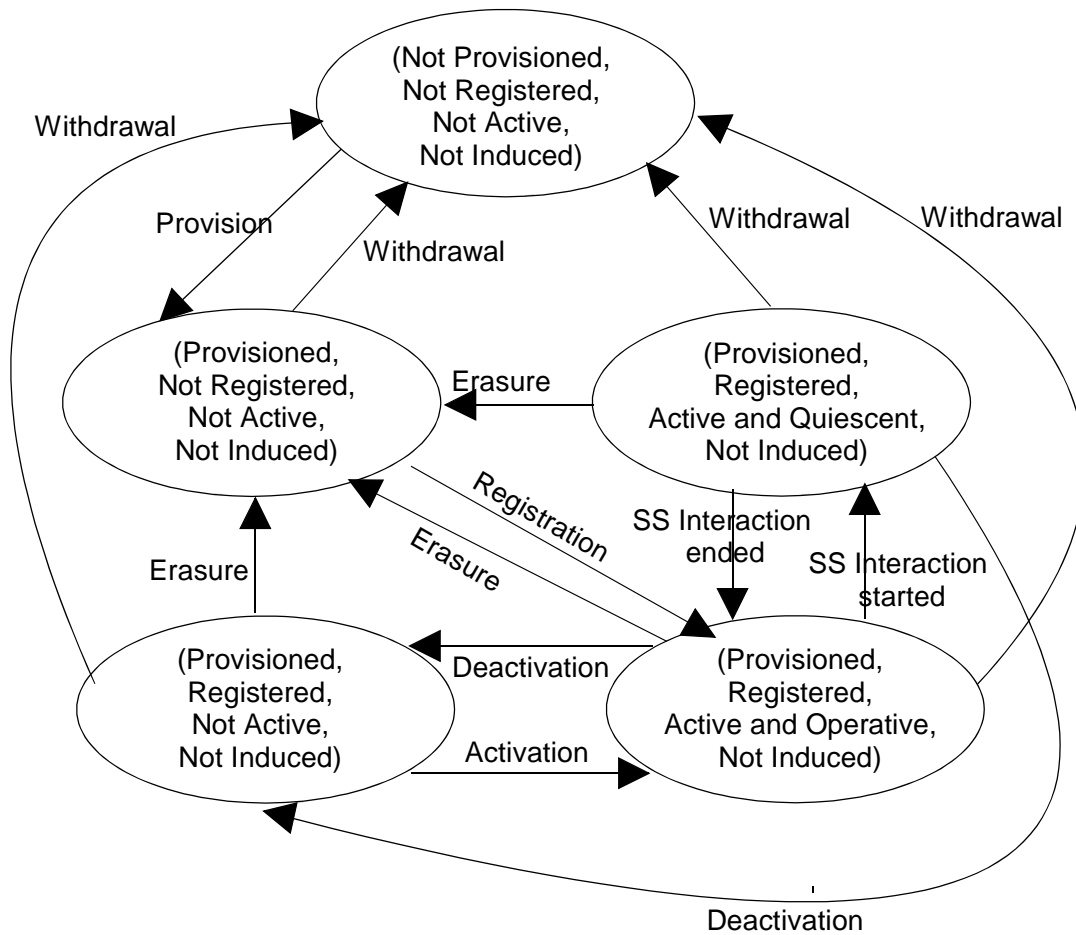 (Not Provisioned,
Not Registered,
Not Active,
Not Induced)
Withdrawal
Provision
Withdrawal
Withdrawal
Withdrawal
(Provisioned,
Not Registered,
Not Active,
Not Induced)
Erasure
(Provisioned,
Registered,
Active and Quiescent,
Not Induced)
Registration
Erasure
SS Interaction
ended
SS Interaction
started
Erasure
(Provisioned,
Registered,
Not Active,
Not Induced)
Deactivation
Activation
(Provisioned,
Registered,
Active and Operative,
Not Induced)
Deactivation